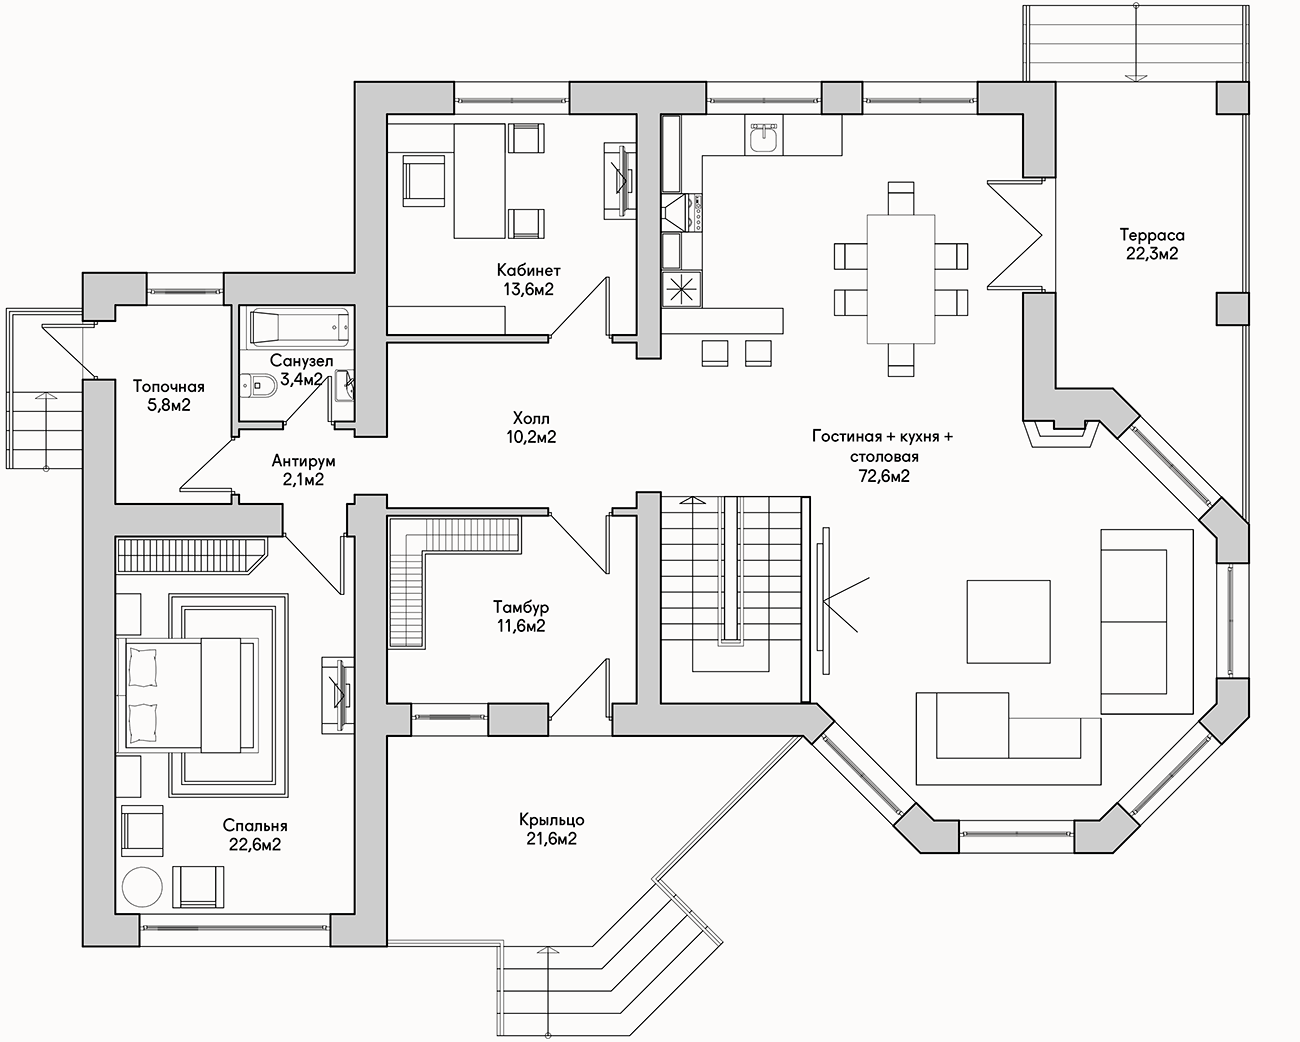 Терраса
22,3м2
Кабинет
13,6м2
Санузел
3,4м2
Топочная
5,8м2
Холл
10,2м2
Гостиная + кухня +
столовая
72,6м2
Антирум
2,1м2
Тамбур
11,6м2
Спальня
22,6м2
Крыльцо
21,6м2